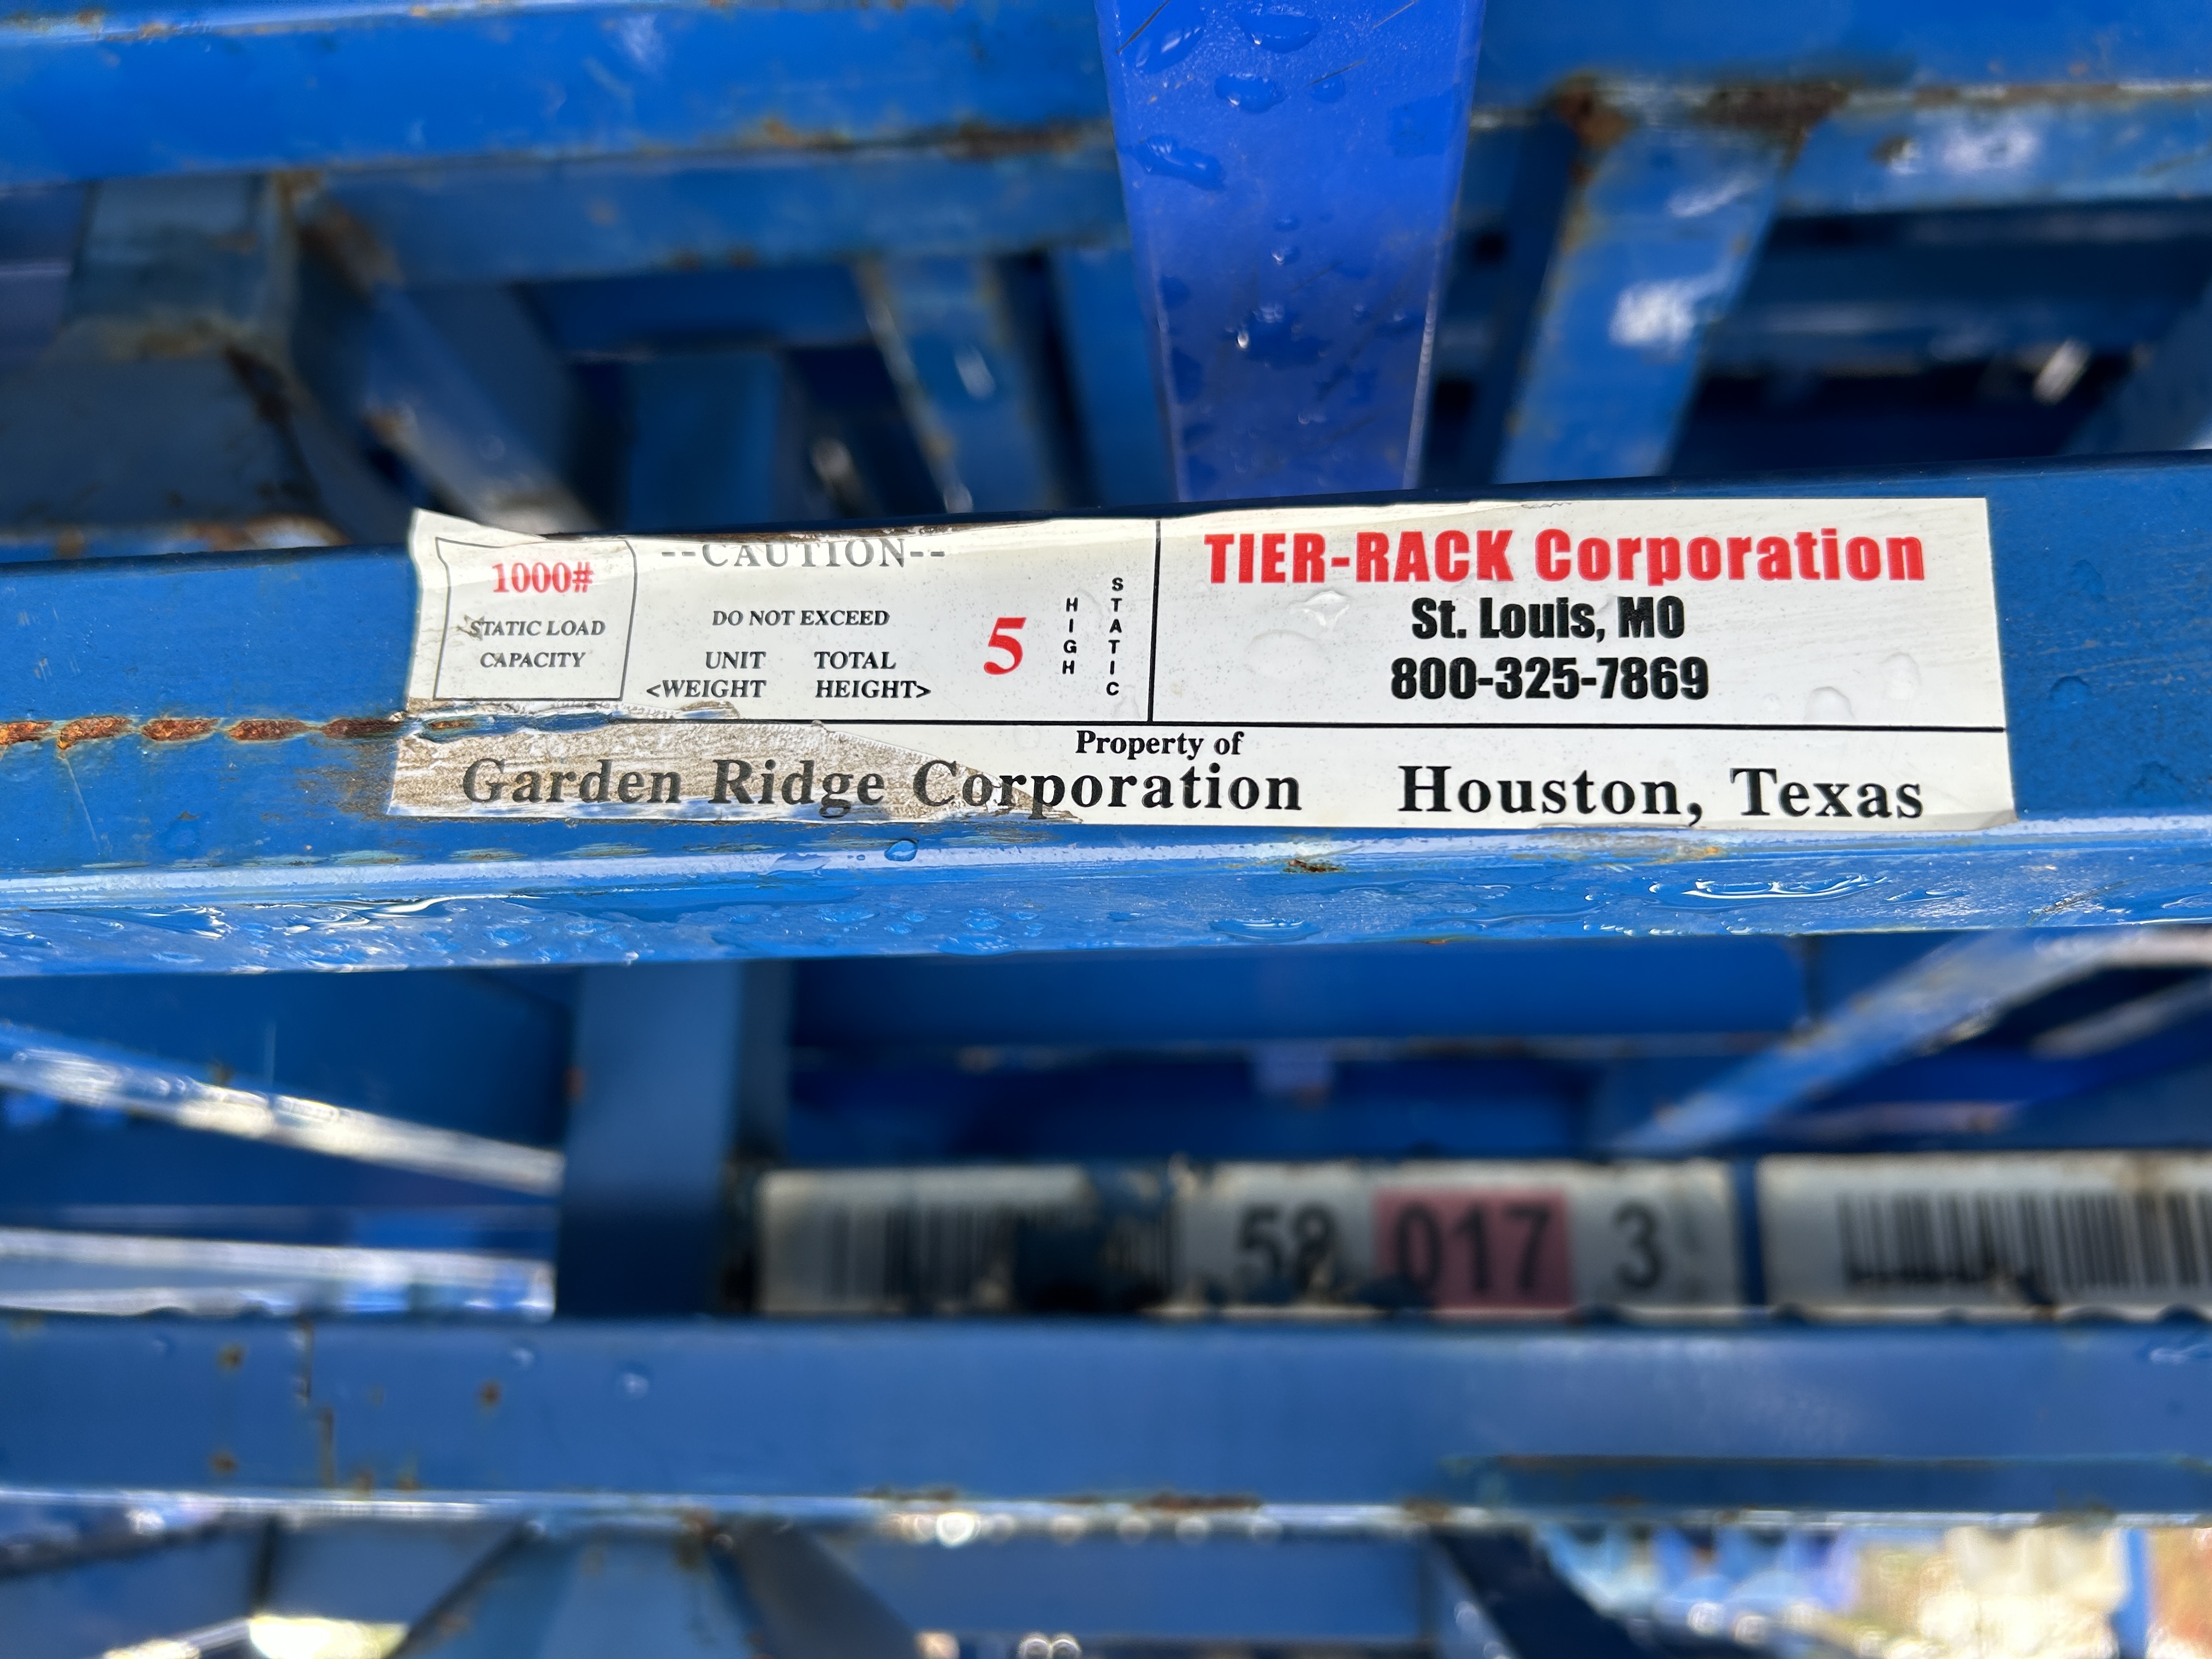 1000#
STATIC LOAD
CAPACITY
--CAUTION--
DO NOT EXCEED
UNIT TOTAL
<WEIGHT HEIGHT>
5
HIGH
STATIC
TIER-RACK Corporation
St. Louis, MO
800-325-7869
Property of
Garden Ridge Corporation Houston, Texas
58 017 3